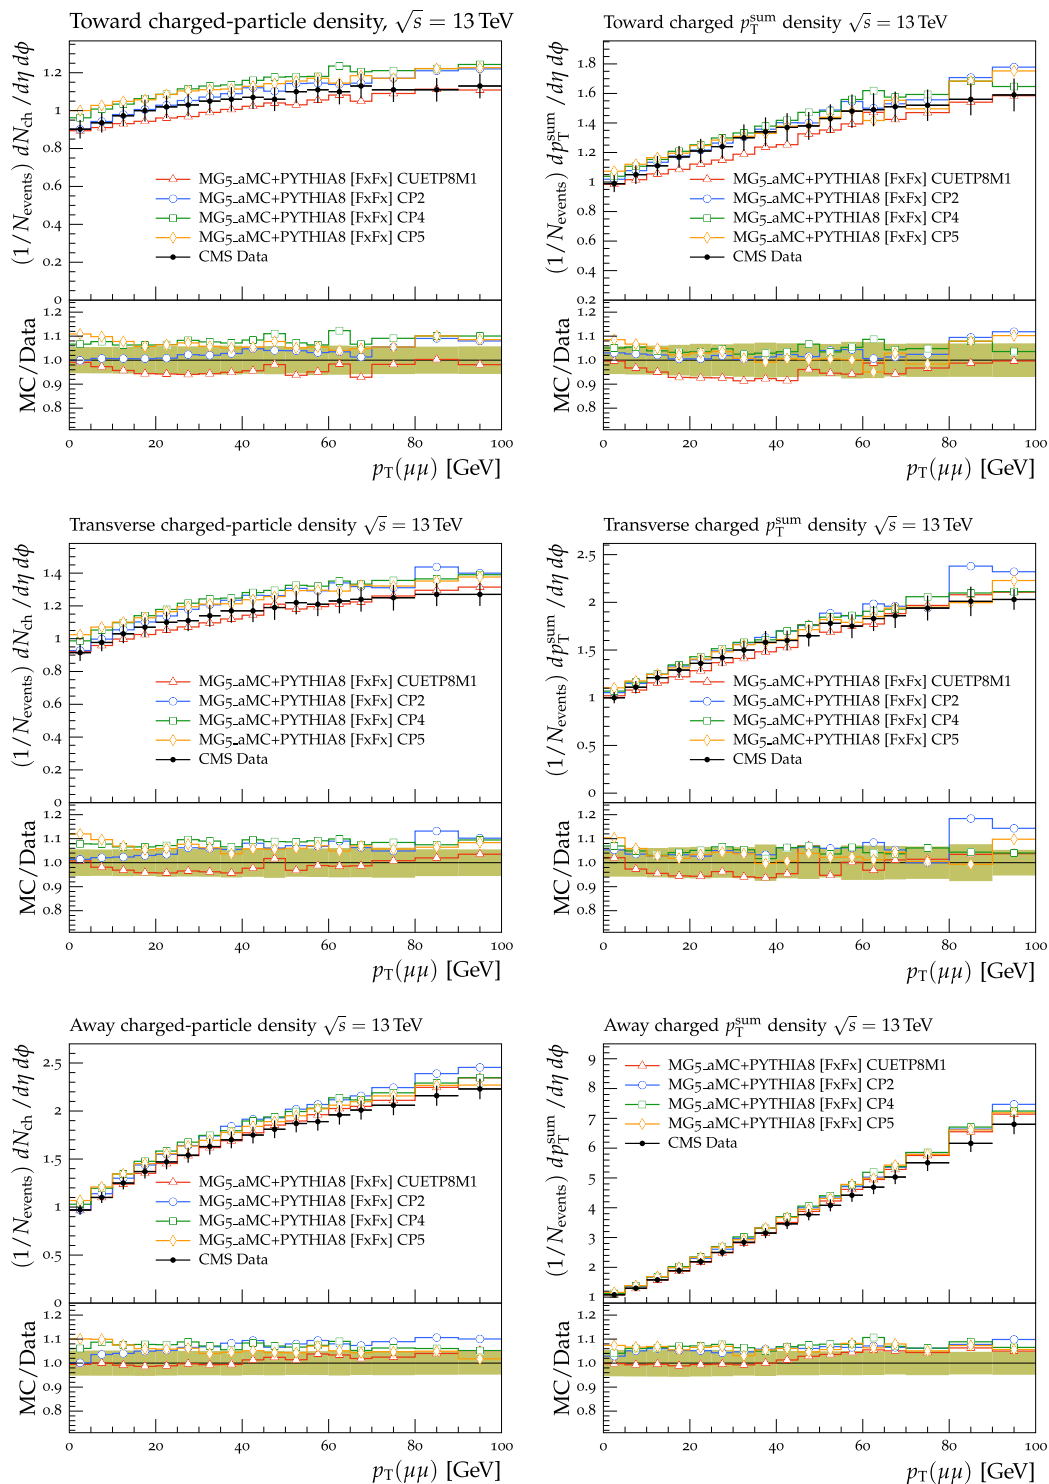 Toward charged-particle density, √s = 13 TeV
(1/N_events) dN_ch/dη dϕ
1.2
1.0
0.8
0.6
0.4
0.2
0
MG5_aMC+PYTHIA8 [FxFx] CUETP8M1
MG5_aMC+PYTHIA8 [FxFx] CP2
MG5_aMC+PYTHIA8 [FxFx] CP4
MG5_aMC+PYTHIA8 [FxFx] CP5
CMS Data
MC/Data
1.2
1.1
1.0
0.9
0.8
0 20 40 60 80 100
p_T(μμ) [GeV]
Toward charged p_T^sum density √s = 13 TeV
(1/N_events) dp_T^sum/dη dϕ
1.8
1.6
1.4
1.2
1
0.8
0.6
0.4
0.2
MG5_aMC+PYTHIA8 [FxFx] CUETP8M1
MG5_aMC+PYTHIA8 [FxFx] CP2
MG5_aMC+PYTHIA8 [FxFx] CP4
MG5_aMC+PYTHIA8 [FxFx] CP5
CMS Data
MC/Data
1.2
1.1
1.0
0.9
0.8
0 20 40 60 80 100
p_T(μμ) [GeV]
Transverse charged-particle density √s = 13 TeV
(1/N_events) dN_ch/dη dϕ
1.4
1.2
1
0.8
0.6
0.4
0.2
0
MG5_aMC+PYTHIA8 [FxFx] CUETP8M1
MG5_aMC+PYTHIA8 [FxFx] CP2
MG5_aMC+PYTHIA8 [FxFx] CP4
MG5_aMC+PYTHIA8 [FxFx] CP5
CMS Data
MC/Data
1.2
1.1
1.0
0.9
0.8
0 20 40 60 80 100
p_T(μμ) [GeV]
Transverse charged p_T^sum density √s = 13 TeV
(1/N_events) dp_T^sum/dη dϕ
2.5
2
1.5
1
0.5
0
MG5_aMC+PYTHIA8 [FxFx] CUETP8M1
MG5_aMC+PYTHIA8 [FxFx] CP2
MG5_aMC+PYTHIA8 [FxFx] CP4
MG5_aMC+PYTHIA8 [FxFx] CP5
CMS Data
MC/Data
1.2
1.1
1.0
0.9
0.8
0 20 40 60 80 100
p_T(μμ) [GeV]
Away charged-particle density √s = 13 TeV
(1/N_events) dN_ch/dη dϕ
2.5
2
1.5
1.0
0.5
0
MG5_aMC+PYTHIA8 [FxFx] CUETP8M1
MG5_aMC+PYTHIA8 [FxFx] CP2
MG5_aMC+PYTHIA8 [FxFx] CP4
MG5_aMC+PYTHIA8 [FxFx] CP5
CMS Data
MC/Data
1.2
1.1
1.0
0.9
0.8
0 20 40 60 80 100
p_T(μμ) [GeV]
Away charged p_T^sum density √s = 13 TeV
(1/N_events) dp_T^sum/dη dϕ
9
8
7
6
5
4
3
2
1
MG5_aMC+PYTHIA8 [FxFx] CUETP8M1
MG5_aMC+PYTHIA8 [FxFx] CP2
MG5_aMC+PYTHIA8 [FxFx] CP4
MG5_aMC+PYTHIA8 [FxFx] CP5
CMS Data
MC/Data
1.2
1.1
1.0
0.9
0.8
0 20 40 60 80 100
p_T(μμ) [GeV]